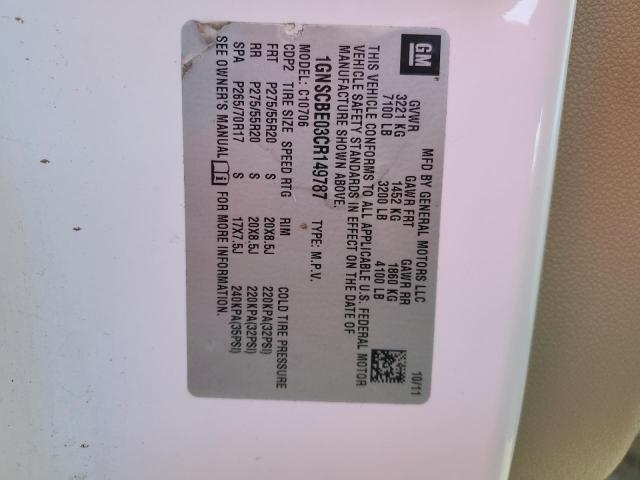 GM
MFD BY GENERAL MOTORS LLC
10/11
GVWR GAWR FRT GAWR RR
3221 KG 1452 KG 1860 KG
7100 LB 3200 LB 4100 LB
THIS VEHICLE CONFORMS TO ALL APPLICABLE U.S. FEDERAL MOTOR
VEHICLE SAFETY STANDARDS IN EFFECT ON THE DATE OF
MANUFACTURE SHOWN ABOVE.
1GNSCBE03CR149787 TYPE: M.P.V.
MODEL: C10706
CDP2 TIRE SIZE SPEED RTG RIM COLD TIRE PRESSURE
FRT P275/55R20 S 20X8.5J 220KPA(32PSI)
RR P275/55R20 S 20X8.5J 220KPA(32PSI)
SPA P265/70R17 S 17X7.5J 240KPA(35PSI)
SEE OWNER'S MANUAL FOR MORE INFORMATION.